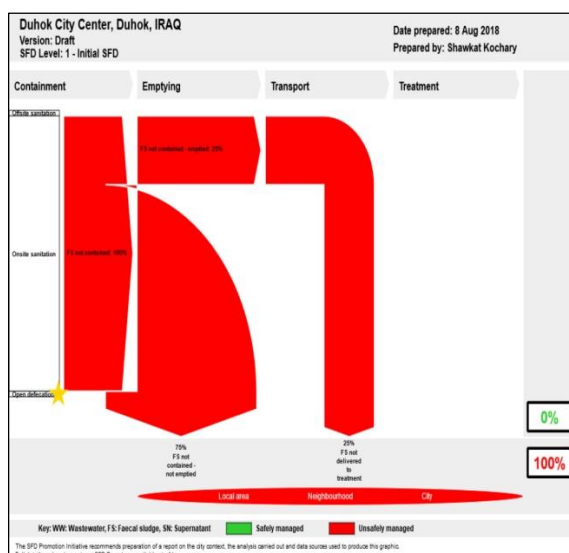 Duhok City Center, Duhok, IRAQ
Version: Draft
SFD Level: 1 - Initial SFD
Date prepared: 8 Aug 2018
Prepared by: Shawkat Kochary
Containment
Emptying
Transport
Treatment
Offsite sanitation
FS not contained - emptied: 25%
Onsite sanitation
FS not contained: 100%
Open defecation
0%
100%
75%
FS not
contained -
not emptied
25%
FS not
delivered
to
treatment
Local area
Neighbourhood
City
Key: WW: Wastewater, FS: Faecal sludge, SN: Supernatant
Safely managed
Unsafely managed
The SFD Promotion Initiative recommends preparation of a report on the city context, the analysis carried out and data sources used to produce this graphic.